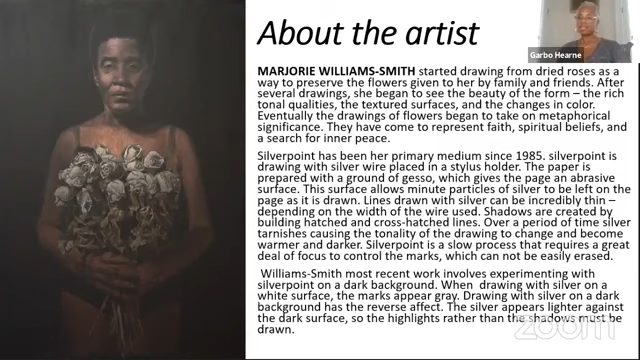 About the artist
Garbo Hearne
MARJORIE WILLIAMS-SMITH started drawing from dried roses as a
way to preserve the flowers given to her by family and friends. After
several drawings, she began to see the beauty of the form – the rich
tonal qualities, the textured surfaces, and the changes in color.
Eventually the drawings of flowers began to take on metaphorical
significance. They have come to represent faith, spiritual beliefs, and
a search for inner peace.
Silverpoint has been her primary medium since 1985. silverpoint is
drawing with silver wire placed in a stylus holder. The paper is
prepared with a ground of gesso, which gives the page an abrasive
surface. This surface allows minute particles of silver to be left on the
page as it is drawn. Lines drawn with silver can be incredibly thin –
depending on the width of the wire used. Shadows are created by
building hatched and cross-hatched lines. Over a period of time silver
tarnishes causing the tonality of the drawing to change and become
warmer and darker. Silverpoint is a slow process that requires a great
deal of focus to control the marks, which can not be easily erased.
Williams-Smith most recent work involves experimenting with
silverpoint on a dark background. When drawing with silver on a
white surface, the marks appear gray. Drawing with silver on a dark
background has the reverse affect. The silver appears lighter against
the dark surface, so the highlights rather than the shadows must be
drawn.
zoom